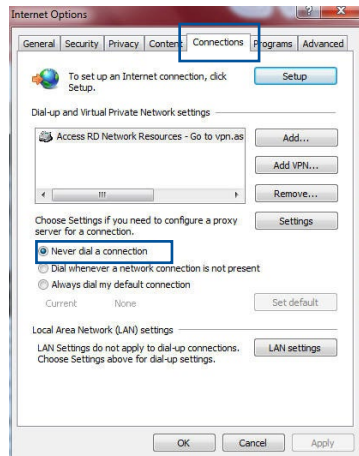 Internet Options
General Security Privacy Content Connections Programs Advanced
To set up an Internet connection, click
Setup.
Setup
Dial-up and Virtual Private Network settings
Access RD Network Resources - Go to vpn.as
Add...
Add VPN...
Remove...
Choose Settings if you need to configure a proxy
server for a connection.
Settings
Never dial a connection
Dial whenever a network connection is not present
Always dial my default connection
Current None Set default
Local Area Network (LAN) settings
LAN Settings do not apply to dial-up connections.
Choose Settings above for dial-up settings.
LAN settings
OK Cancel Apply